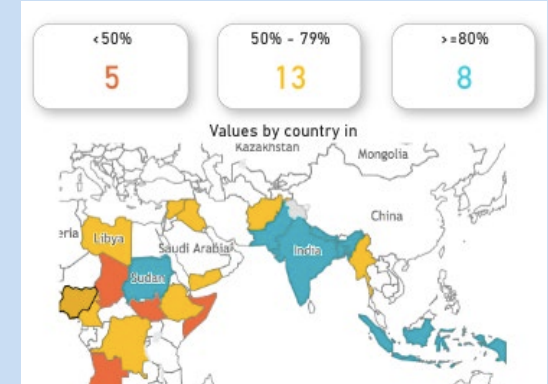 <50%
5
50% - 79%
13
>=80%
8
Values by country in
Kazakhstan
Mongolia
China
eria
Libya
Saudi Arabia
Sudan
India